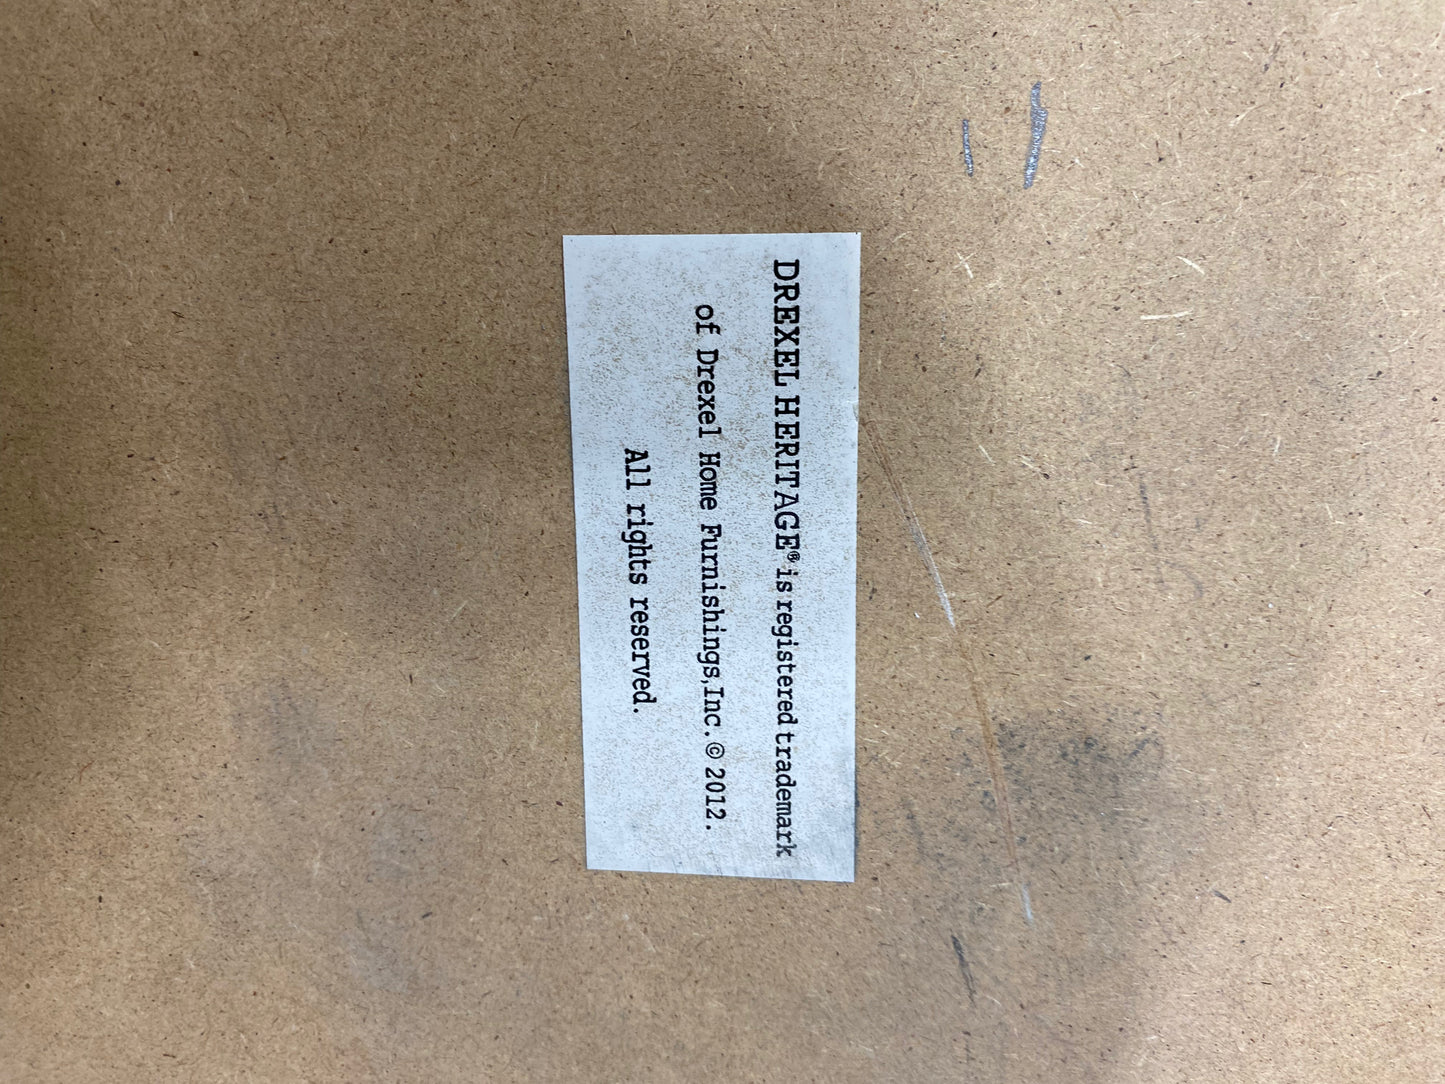 DREXEL HERITAGE® is registered trademark
of Drexel Home Furnishings,Inc.© 2012.
All rights reserved.